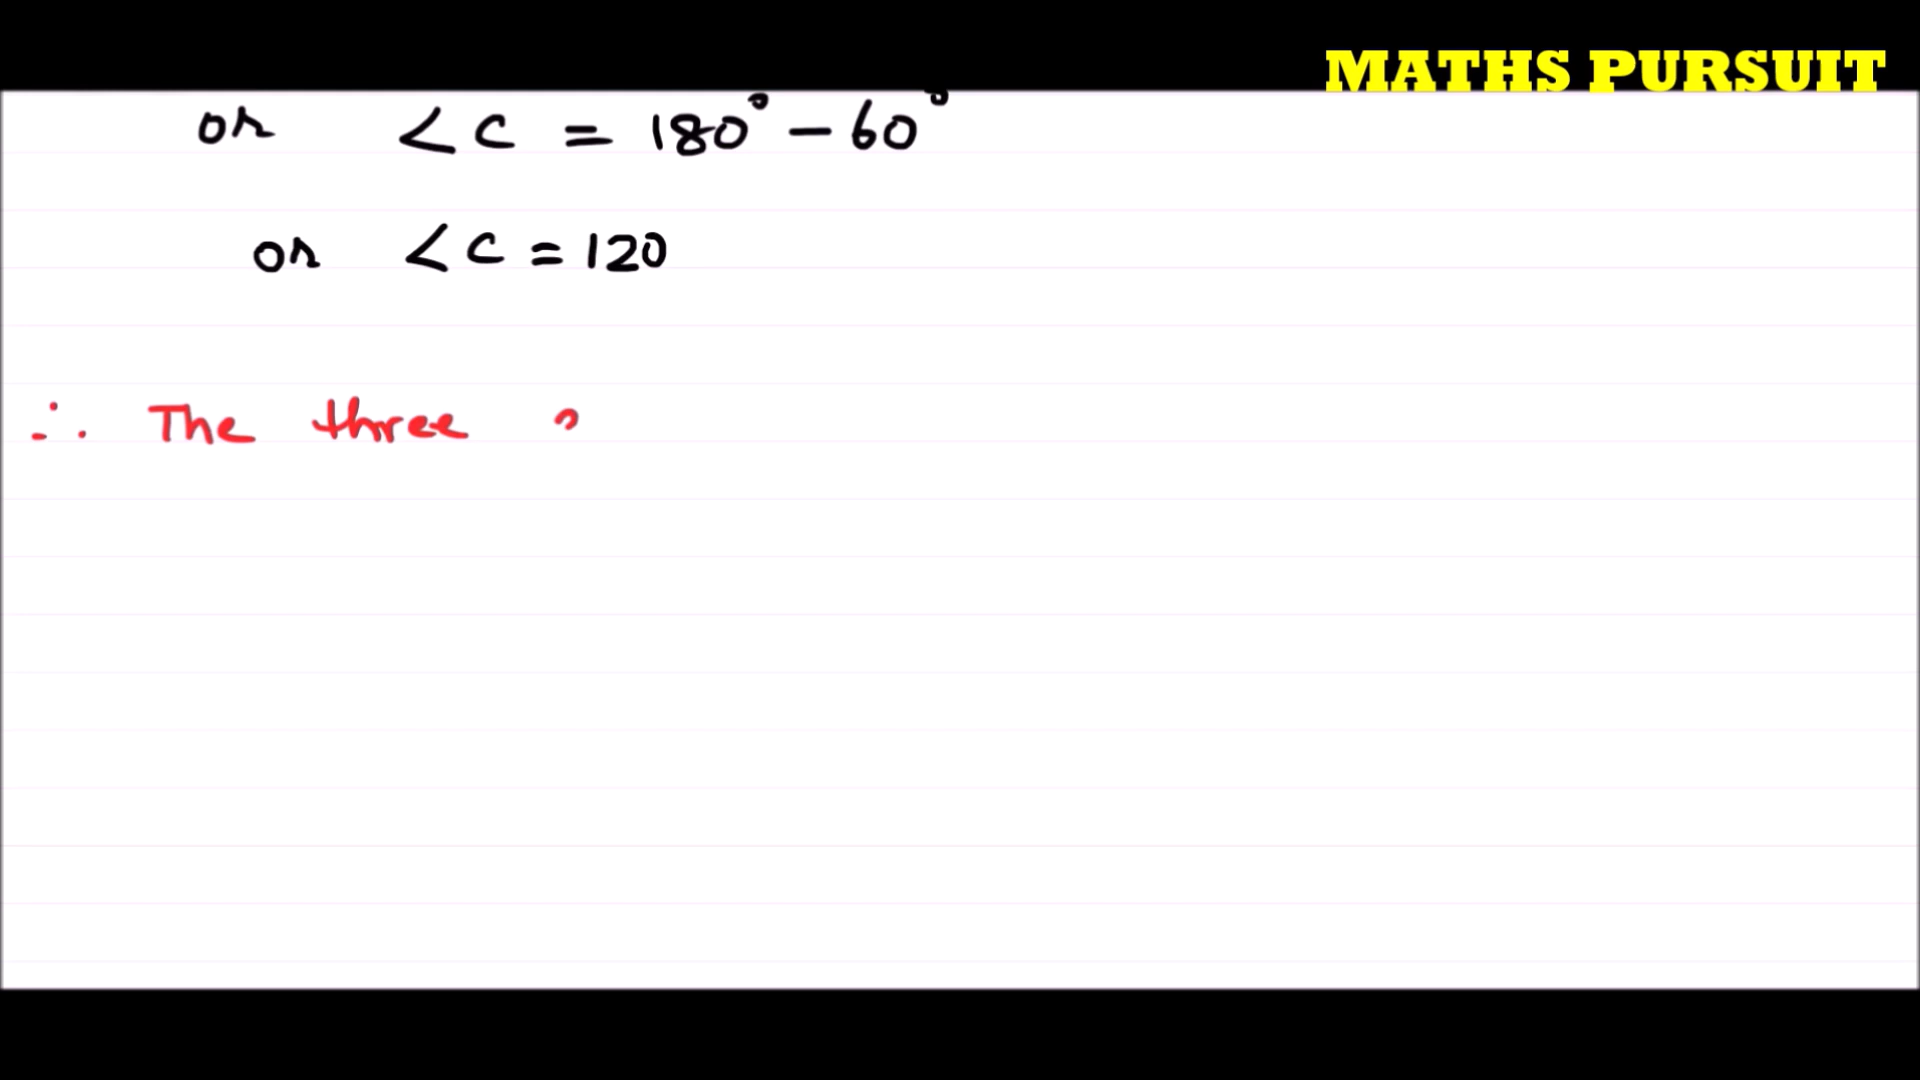 MATHS PURSUIT
or ∠C = 180° - 60°
or ∠C = 120
∴ The three